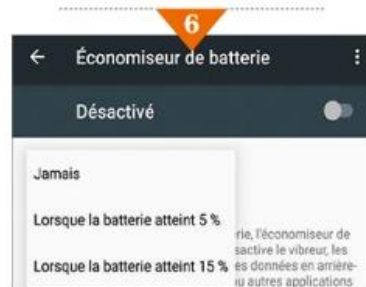 6
Économiseur de batterie
Désactivé
Jamais
Lorsque la batterie atteint 5 %
rie, l'économiseur de
sactive le vibreur, les
Lorsque la batterie atteint 15 %
es données en arrière-
ou autres applications